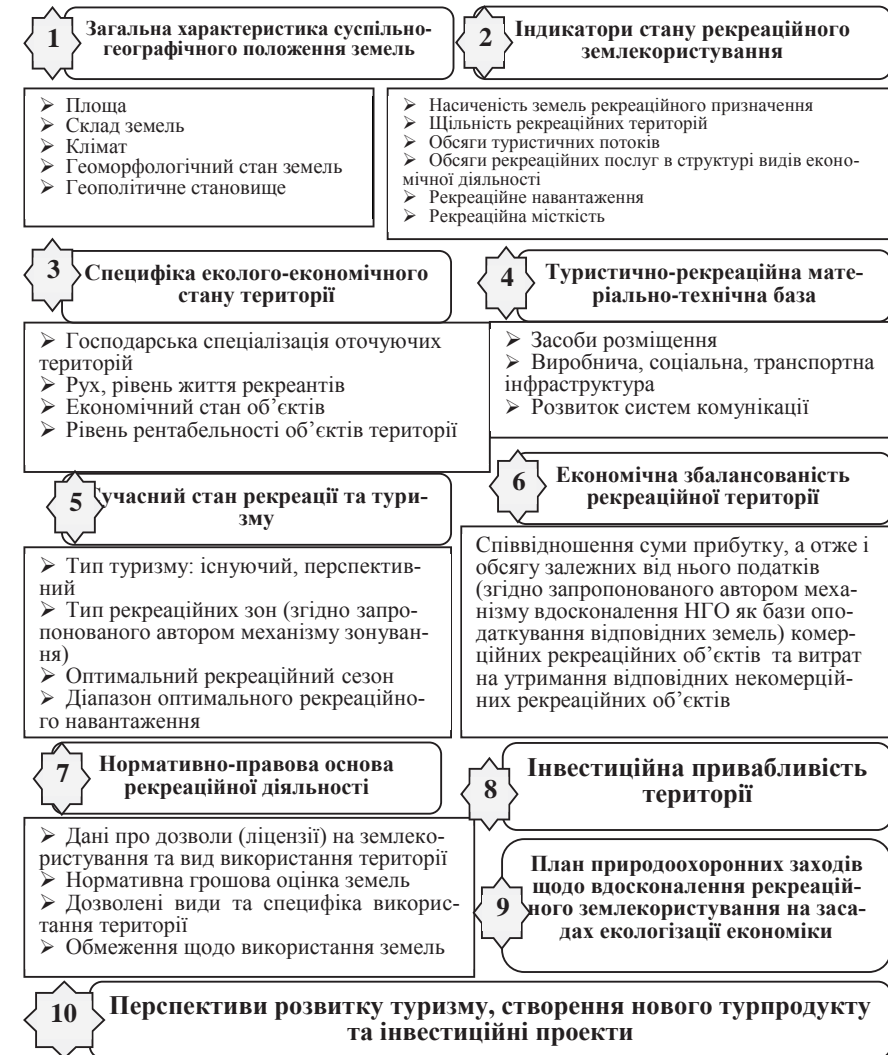 1
Загальна характеристика суспільно-
географічного положення земель
➢ Площа
➢ Склад земель
➢ Клімат
➢ Геоморфологічний стан земель
➢ Геополітичне становище
2
Індикатори стану рекреаційного
землекористування
➢ Насиченість земель рекреаційного призначення
➢ Щільність рекреаційних територій
➢ Обсяги туристичних потоків
➢ Обсяги рекреаційних послуг в структурі видів еконо-
мічної діяльності
➢ Рекреаційне навантаження
➢ Рекреаційна місткість
3
Специфіка еколого-економічного
стану території
➢ Господарська спеціалізація оточуючих
територій
➢ Рух, рівень життя рекреантів
➢ Економічний стан об’єктів
➢ Рівень рентабельності об’єктів території
4
Туристично-рекреаційна мате-
ріально-технічна база
➢ Засоби розміщення
➢ Виробнича, соціальна, транспортна
інфраструктура
➢ Розвиток систем комунікації
5
учасний стан рекреації та тури-
зму
➢ Тип туризму: існуючий, перспектив-
ний
➢ Тип рекреаційних зон (згідно запро-
понованого автором механізму зонуван-
ня)
➢ Оптимальний рекреаційний сезон
➢ Діапазон оптимального рекреаційно-
го навантаження
6
Економічна збалансованість
рекреаційної території
Співвідношення суми прибутку, а отже і
обсягу залежних від нього податків
(згідно запропонованого автором меха-
нізму вдосконалення НГО як бази опо-
даткування відповідних земель) комер-
ційних рекреаційних об’єктів та витрат
на утримання відповідних некомерцій-
них рекреаційних об’єктів
7
Нормативно-правова основа
рекреаційної діяльності
➢ Дані про дозволи (ліцензії) на землеко-
ристування та вид використання території
➢ Нормативна грошова оцінка земель
➢ Дозволені види та специфіка викорис-
тання території
➢ Обмеження щодо використання земель
8
Інвестиційна привабливість
території
9
План природоохоронних заходів
щодо вдосконалення рекреацій-
ного землекористування на заса-
дах екологізації економіки
10
Перспективи розвитку туризму, створення нового турпродукту
та інвестиційні проекти